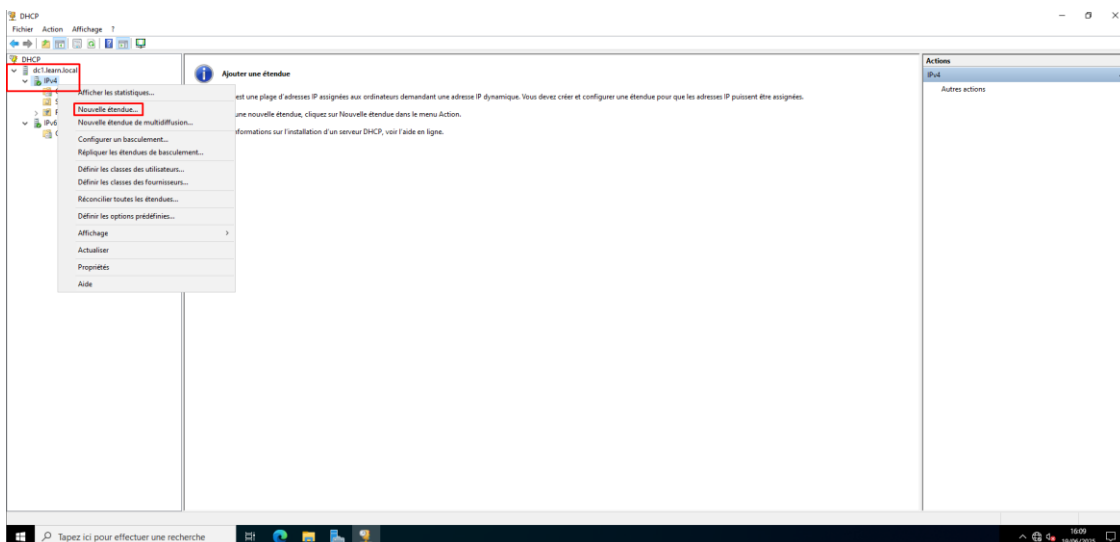 DHCP
Fichier Action Affichage ?
DHCP
dc1.learn.local
IPv4
IPv6
Afficher les statistiques...
Nouvelle étendue...
Nouvelle étendue de multidiffusion...
Configurer un basculement...
Répliquer les étendues de basculement...
Définir les classes des utilisateurs...
Définir les classes des fournisseurs...
Réconcilier toutes les étendues...
Définir les options prédéfinies...
Affichage
Actualiser
Propriétés
Aide
Ajouter une étendue
est une plage d'adresses IP assignées aux ordinateurs demandant une adresse IP dynamique. Vous devez créer et configurer une étendue pour que les adresses IP puissent être assignées.
une nouvelle étendue, cliquez sur Nouvelle étendue dans le menu Action.
informations sur l'installation d'un serveur DHCP, voir l'aide en ligne.
Actions
IPv4
Autres actions
Tapez ici pour effectuer une recherche
16:09